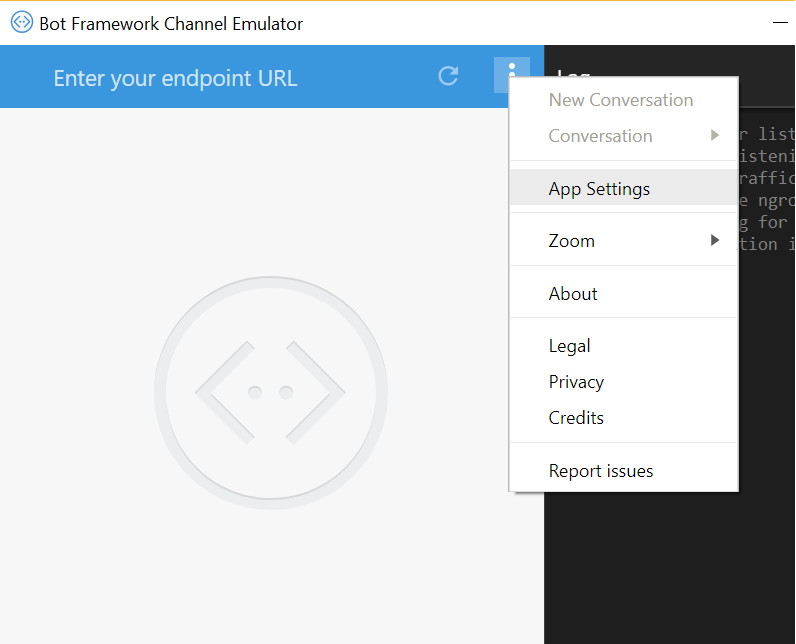 Bot Framework Channel Emulator
Enter your endpoint URL
Log
New Conversation
Conversation
App Settings
Zoom
About
Legal
Privacy
Credits
Report issues
r list
isteni
raffic
e ngro
g for
tion i